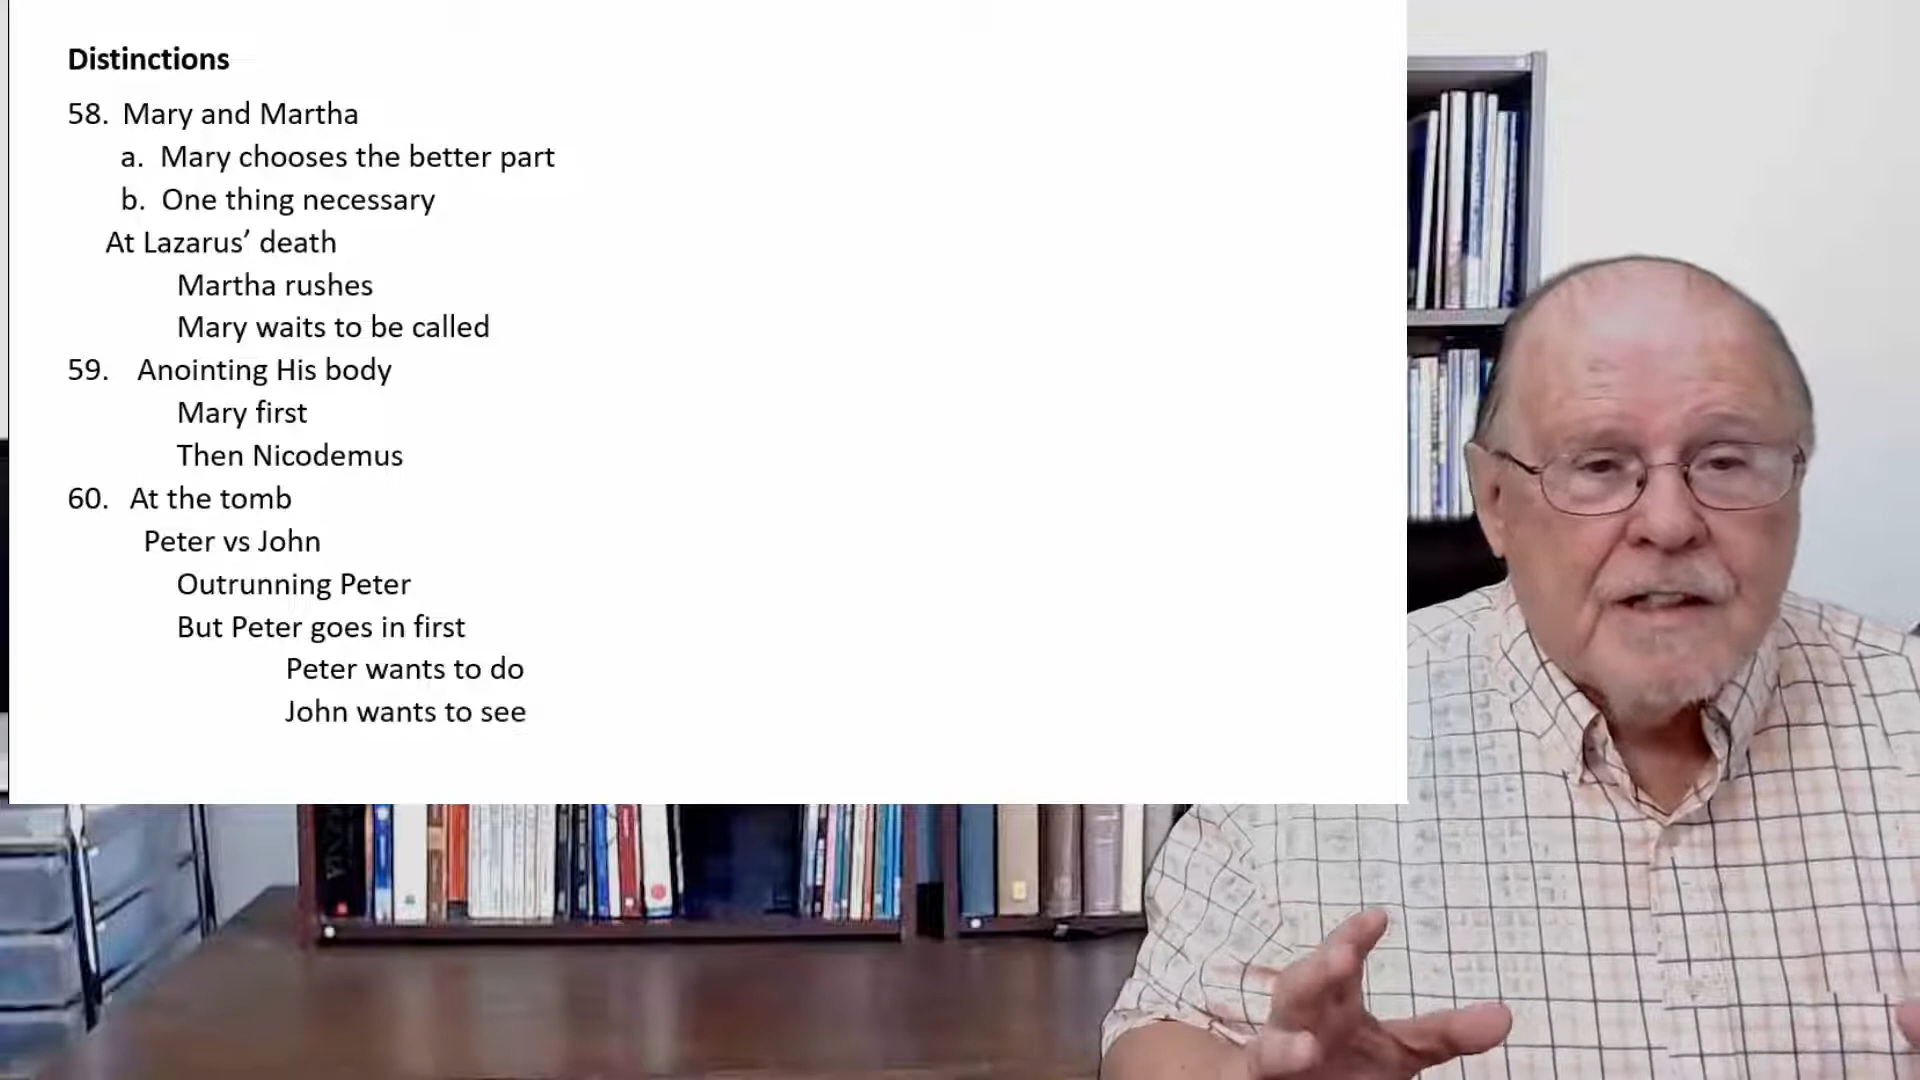 Distinctions
58. Mary and Martha
a. Mary chooses the better part
b. One thing necessary
At Lazarus’ death
Martha rushes
Mary waits to be called
59. Anointing His body
Mary first
Then Nicodemus
60. At the tomb
Peter vs John
Outrunning Peter
But Peter goes in first
Peter wants to do
John wants to see